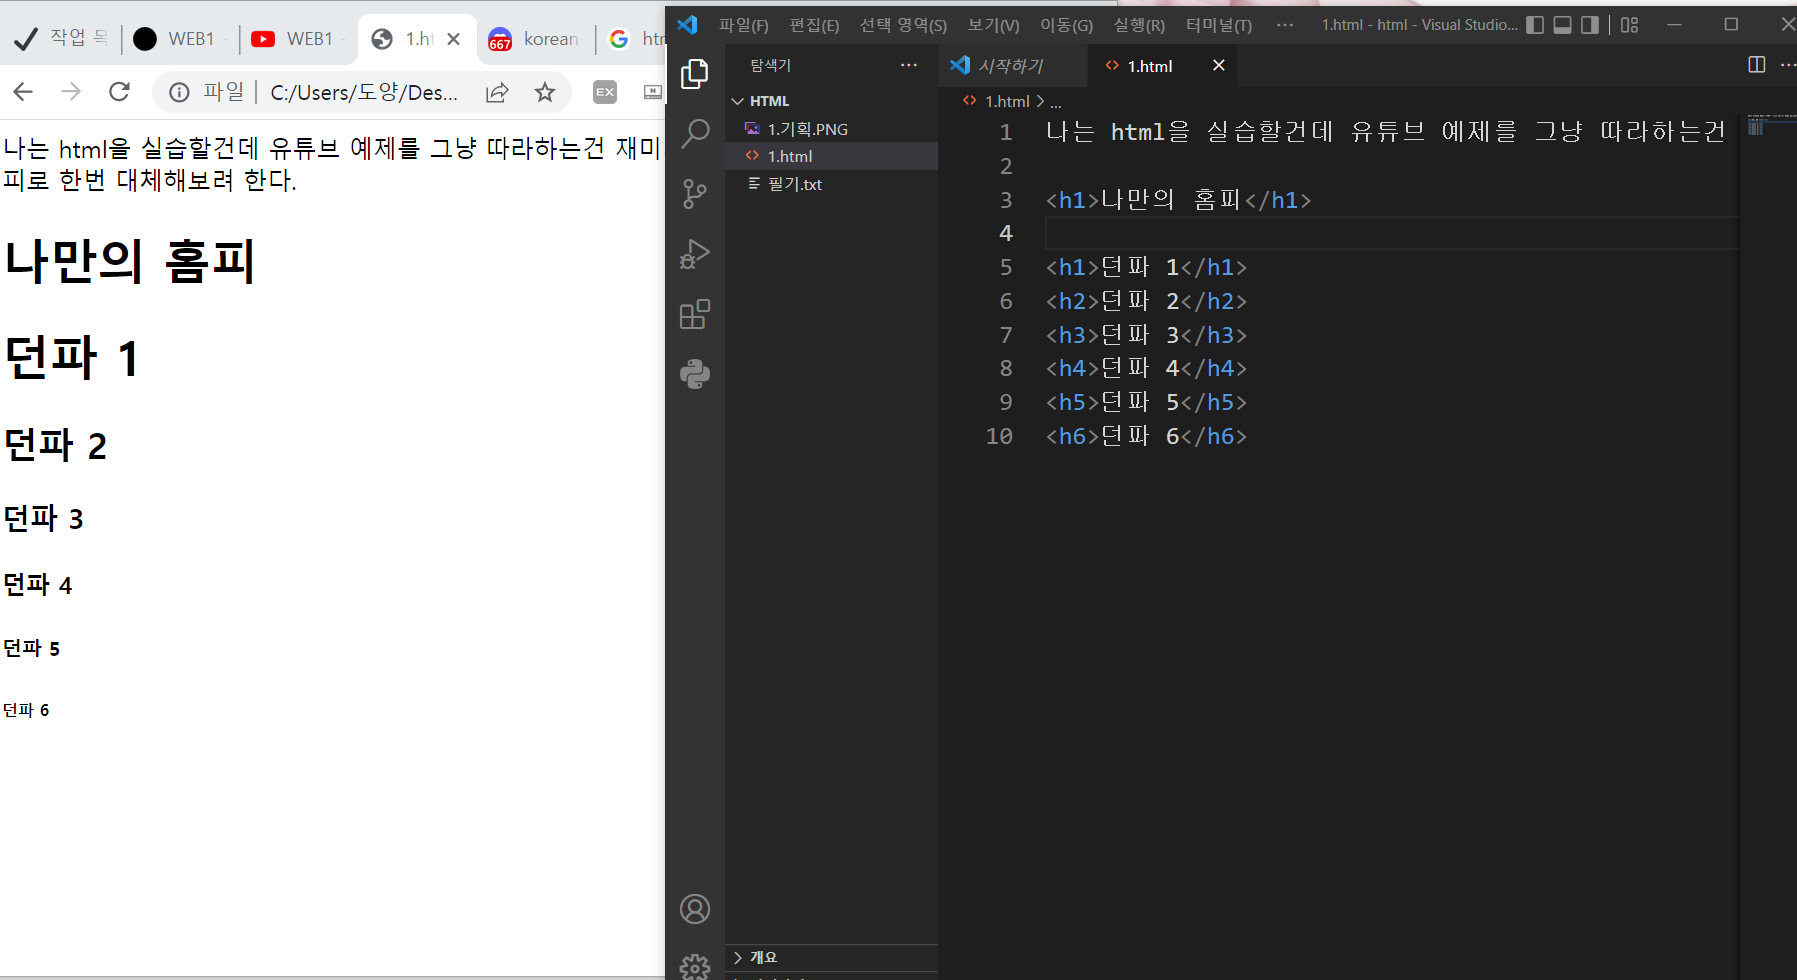 작업 목
WEB1 -
WEB1 -
1.ht
667
korean
htr
파일
C:/Users/도양/Des...
EX
N
나는 html을 실습할건데 유튜브 예제를 그냥 따라하는건 재미
피로 한번 대체해보려 한다.
나만의 홈피
던파 1
던파 2
던파 3
던파 4
던파 5
던파 6
파일(F) 편집(E) 선택 영역(S) 보기(V) 이동(G) 실행(R) 터미널(T) ...
1.html - html - Visual Studio...
탐색기 ...
HTML
1.기획.PNG
1.html
필기.txt
개요
시작하기
1.html
1.html > ...
1 나는 html을 실습할건데 유튜브 예제를 그냥 따라하는건
2
3 <h1>나만의 홈피</h1>
4
5 <h1>던파 1</h1>
6 <h2>던파 2</h2>
7 <h3>던파 3</h3>
8 <h4>던파 4</h4>
9 <h5>던파 5</h5>
10 <h6>던파 6</h6>